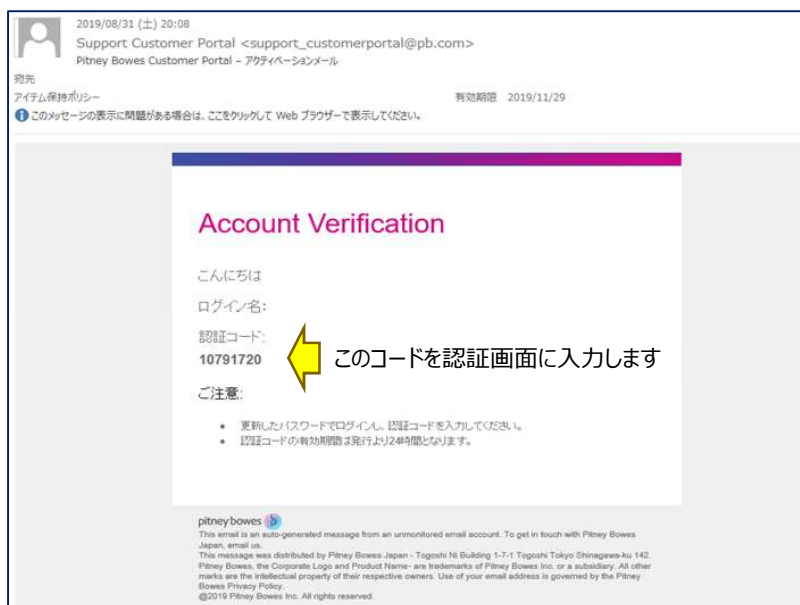 2019/08/31 (土) 20:08
Support Customer Portal <support_customerportal@pb.com>
Pitney Bowes Customer Portal – アクティベーションメール
宛先
アイテム保持ポリシー 有効期限 2019/11/29
このメッセージの表示に問題がある場合は、ここをクリックして Web ブラウザーで表示してください。
Account Verification
こんにちは
ログイン名:
認証コード:
10791720 このコードを認証画面に入力します
ご注意:
• 更新したパスワードでログインし、認証コードを入力してください。
• 認証コードの有効期間は発行より24時間となります。
pitney bowes
This email is an auto-generated message from an unmonitored email account. To get in touch with Pitney Bowes
Japan, email us.
This message was distributed by Pitney Bowes Japan - Togoshi Ni Building 1-7-1 Togoshi Tokyo Shinagawa-ku 142.
Pitney Bowes, the Corporate Logo and Product Name- are trademarks of Pitney Bowes Inc. or a subsidiary. All other
marks are the intellectual property of their respective owners. Use of your email address is governed by the Pitney
Bowes Privacy Policy.
@2019 Pitney Bowes Inc. All rights reserved.